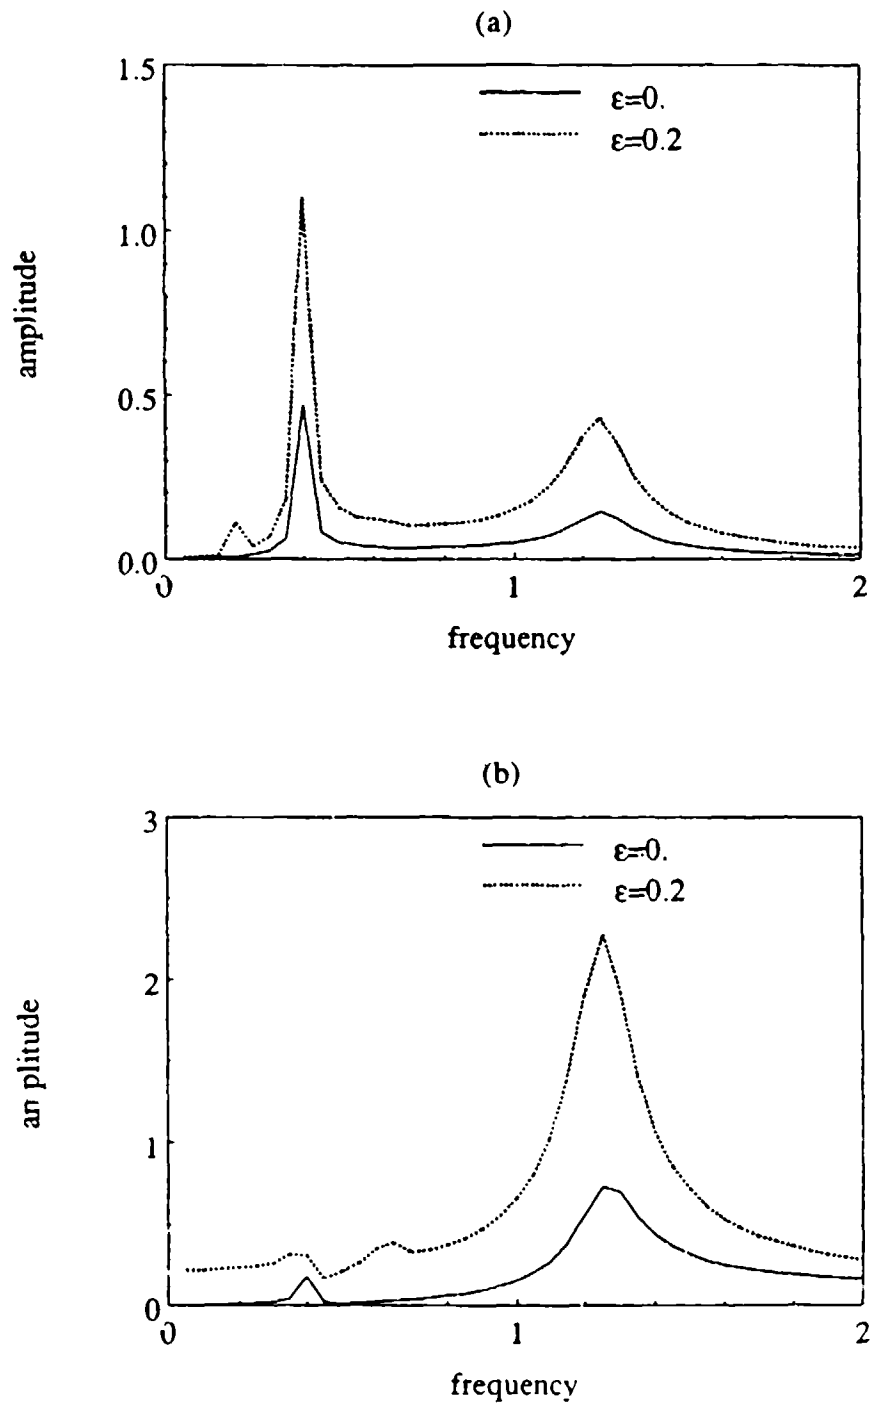 (a)
1.5
1.0
0.5
0.0
amplitude
ε=0.
ε=0.2
0
1
2
frequency
(b)
3
2
1
0
an plitude
ε=0.
ε=0.2
0
1
2
frequency